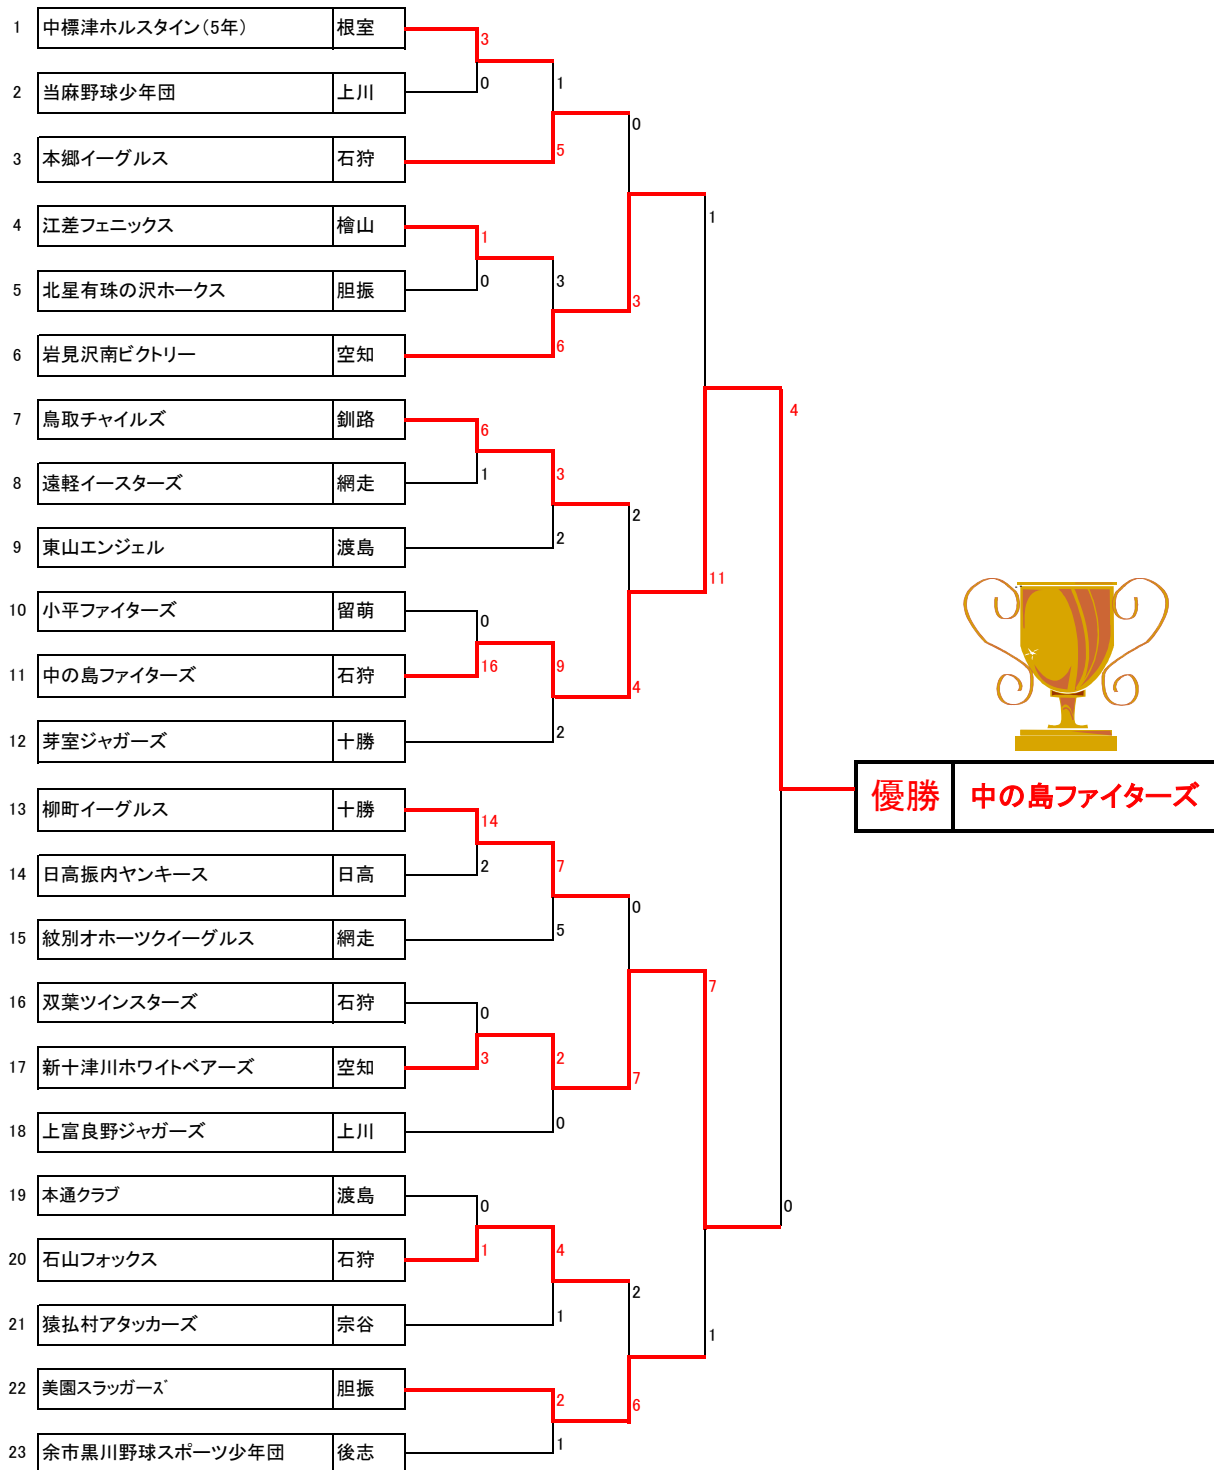 1 中標津ホルスタイン（5年） 根室
3
0
2 当麻野球少年団 上川
1
0
3 本郷イーグルス 石狩
5
4 江差フェニックス 檜山
1
1
0
3
5 北星有珠の沢ホークス 胆振
3
6 岩見沢南ビクトリー 空知
6
7 鳥取チャイルズ 釧路
4
6
8 遠軽イースターズ 網走
1
3
2
9 東山エンジェル 渡島
2
11
10 小平ファイターズ 留萌
0
11 中の島ファイターズ 石狩
16
9
4
12 芽室ジャガーズ 十勝
2
優勝 中の島ファイターズ
13 柳町イーグルス 十勝
14
2
7
14 日高振内ヤンキース 日高
0
15 紋別オホーツクイーグルス 網走
5
7
16 双葉ツインスターズ 石狩
0
17 新十津川ホワイトベアーズ 空知
3
2
7
18 上富良野ジャガーズ 上川
0
19 本通クラブ 渡島
0
0
20 石山フォックス 石狩
1
4
2
21 猿払村アタッカーズ 宗谷
1
1
22 美園スラッガーズ 胆振
2
6
23 余市黒川野球スポーツ少年団 後志
1